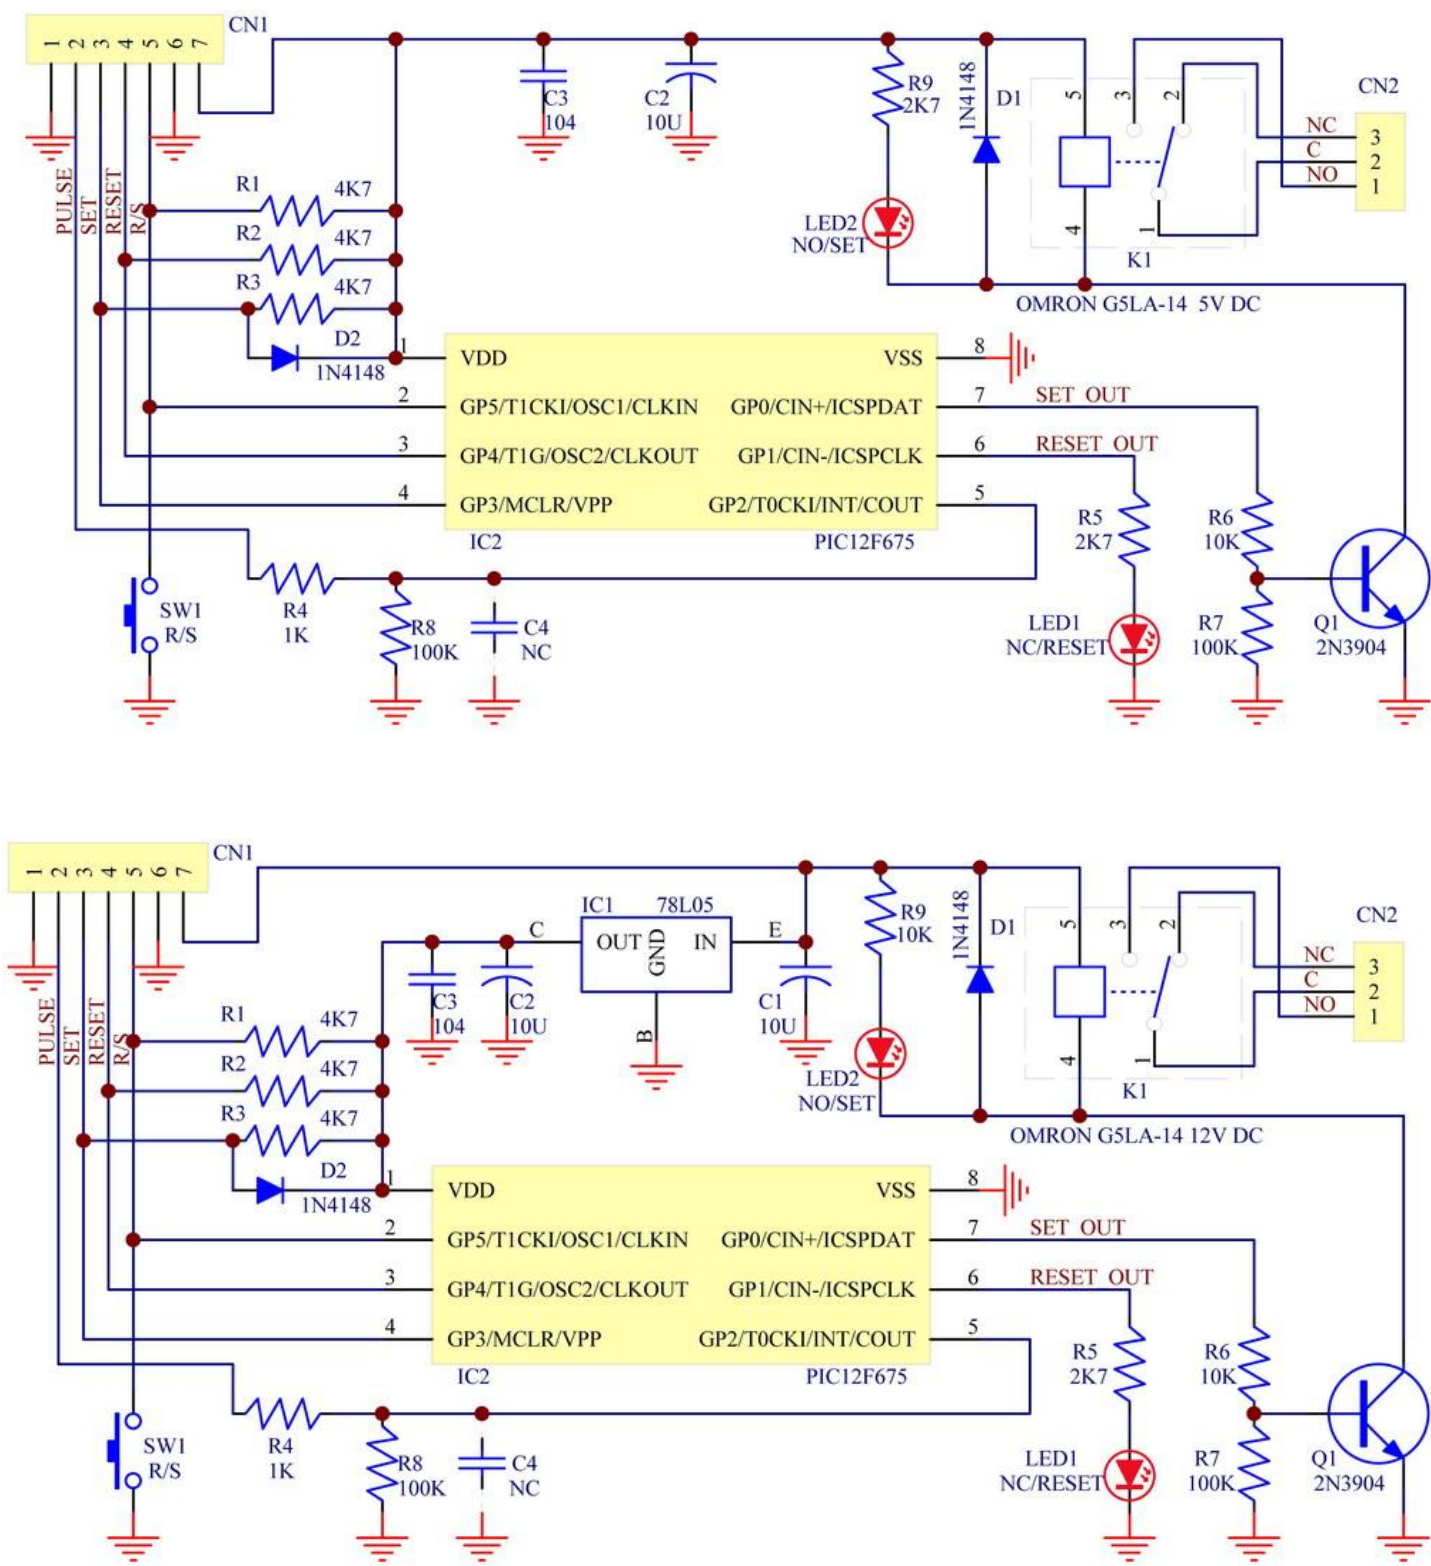 CN1
1 2 3 4 5 6 7
PULSE
SET
RESET
R/S
C3
104
C2
10U
R9
2K7
1N4148
D1
5 3 2
CN2
NC 3
C 2
NO 1
4 1
K1
OMRON G5LA-14 5V DC
LED2
NO/SET
R1 4K7
R2 4K7
R3 4K7
D2
1N4148
1 VDD
VSS 8
2 GP5/T1CKI/OSC1/CLKIN
GP0/CIN+/ICSPDAT 7
SET OUT
3 GP4/T1G/OSC2/CLKOUT
GP1/CIN-/ICSPCLK 6
RESET OUT
4 GP3/MCLR/VPP
GP2/T0CKI/INT/COUT 5
IC2
PIC12F675
R5
2K7
R6
10K
SW1
R/S
R4
1K
R8
100K
C4
NC
LED1
NC/RESET
R7
100K
Q1
2N3904
CN1
1 2 3 4 5 6 7
PULSE
SET
RESET
R/S
IC1 78L05
C OUT GND IN E
B
C3
104
C2
10U
C1
10U
R9
10K
1N4148
D1
5 3 2
CN2
NC 3
C 2
NO 1
4 1
K1
OMRON G5LA-14 12V DC
LED2
NO/SET
R1 4K7
R2 4K7
R3 4K7
D2
1N4148
1 VDD
VSS 8
2 GP5/T1CKI/OSC1/CLKIN
GP0/CIN+/ICSPDAT 7
SET OUT
3 GP4/T1G/OSC2/CLKOUT
GP1/CIN-/ICSPCLK 6
RESET OUT
4 GP3/MCLR/VPP
GP2/T0CKI/INT/COUT 5
IC2
PIC12F675
R5
2K7
R6
10K
SW1
R/S
R4
1K
R8
100K
C4
NC
LED1
NC/RESET
R7
100K
Q1
2N3904